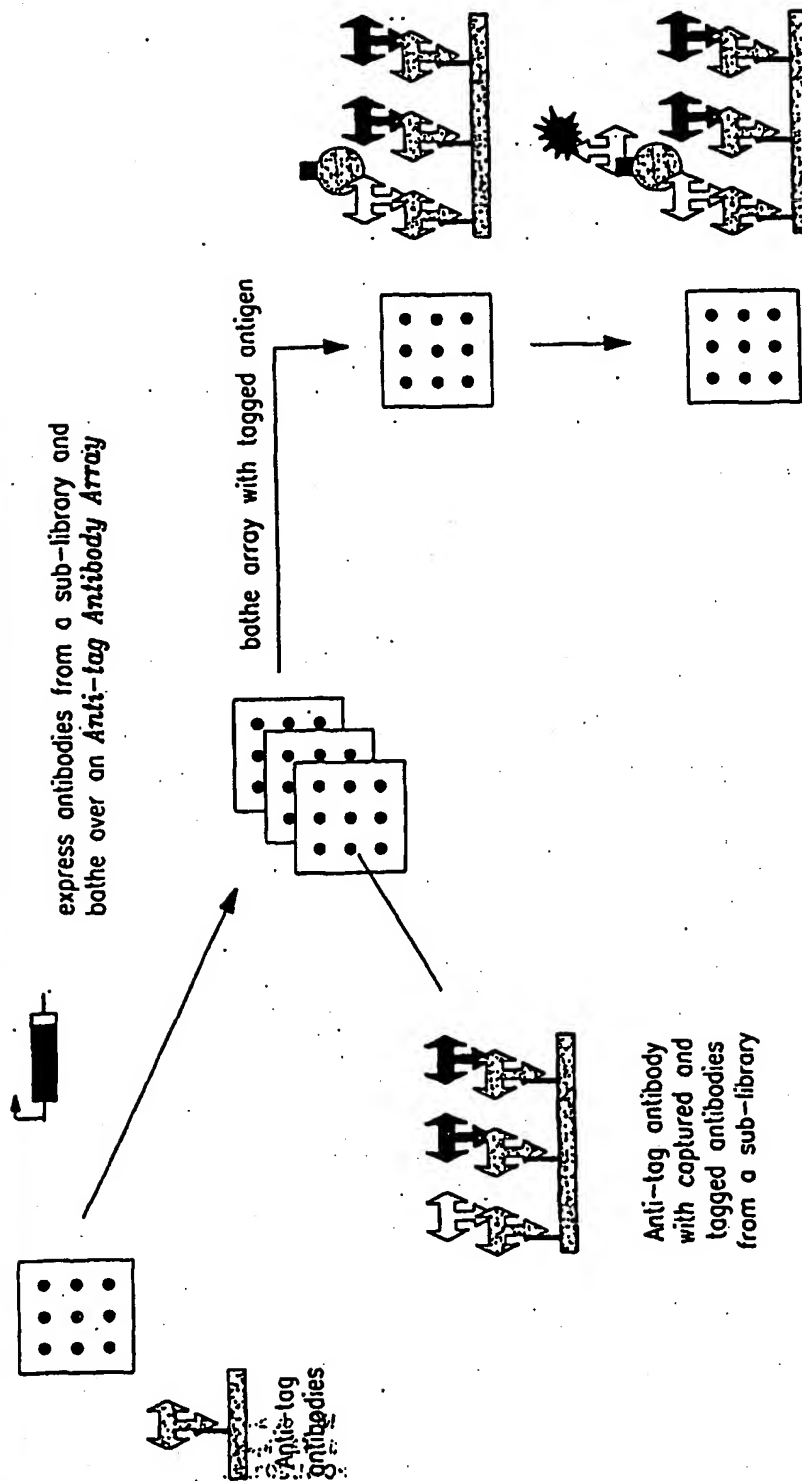 express antibodies from a sub-library and
bathe over an Anti-tag Antibody Array
bathe array with tagged antigen
Anti-tag
antibodies
Anti-tag antibody
with captured and
tagged antibodies
from a sub-library